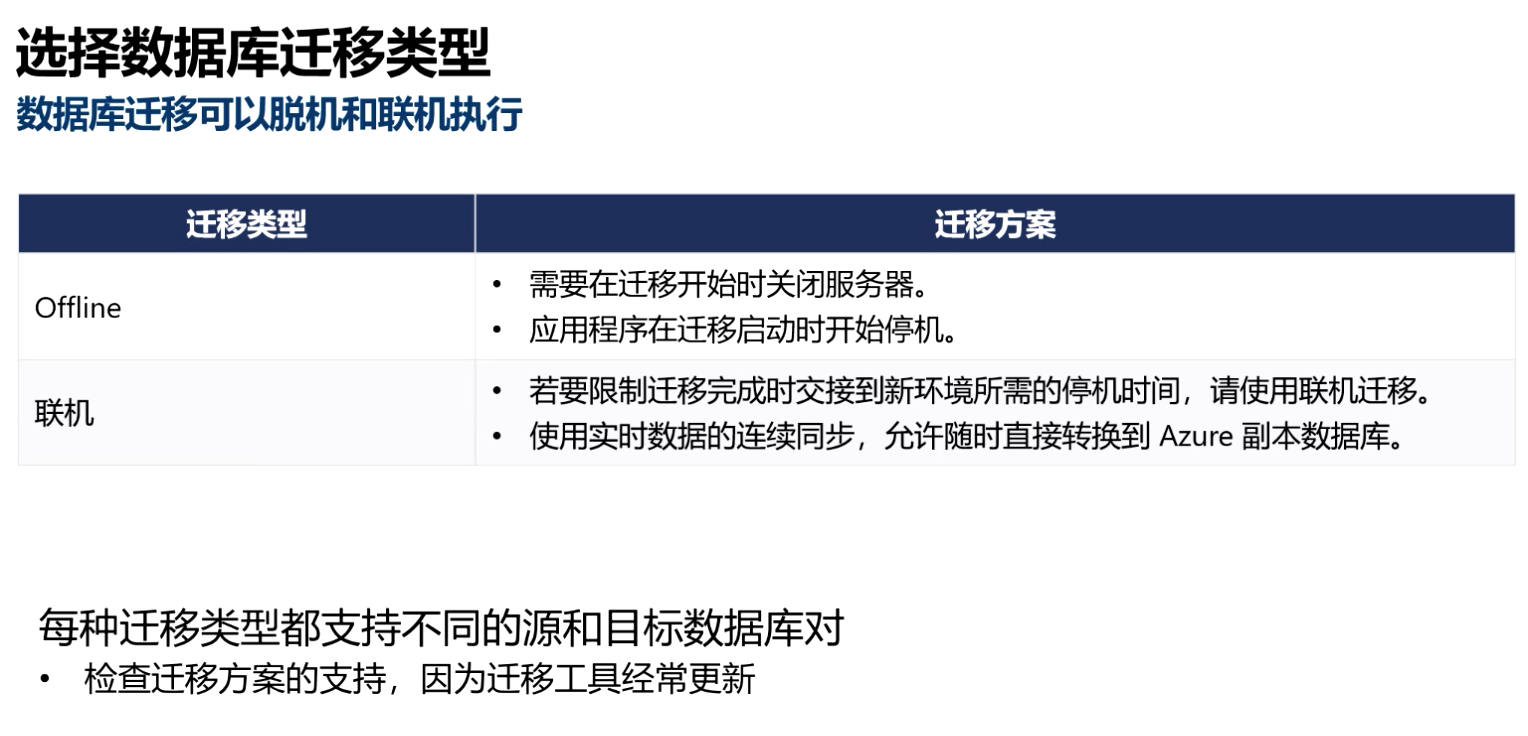 选择数据库迁移类型
数据库迁移可以脱机和联机执行
迁移类型
迁移方案
Offline
• 需要在迁移开始时关闭服务器。
• 应用程序在迁移启动时开始停机。
联机
• 若要限制迁移完成时交接到新环境所需的停机时间，请使用联机迁移。
• 使用实时数据的连续同步，允许随时直接转换到 Azure 副本数据库。
每种迁移类型都支持不同的源和目标数据库对
• 检查迁移方案的支持，因为迁移工具经常更新